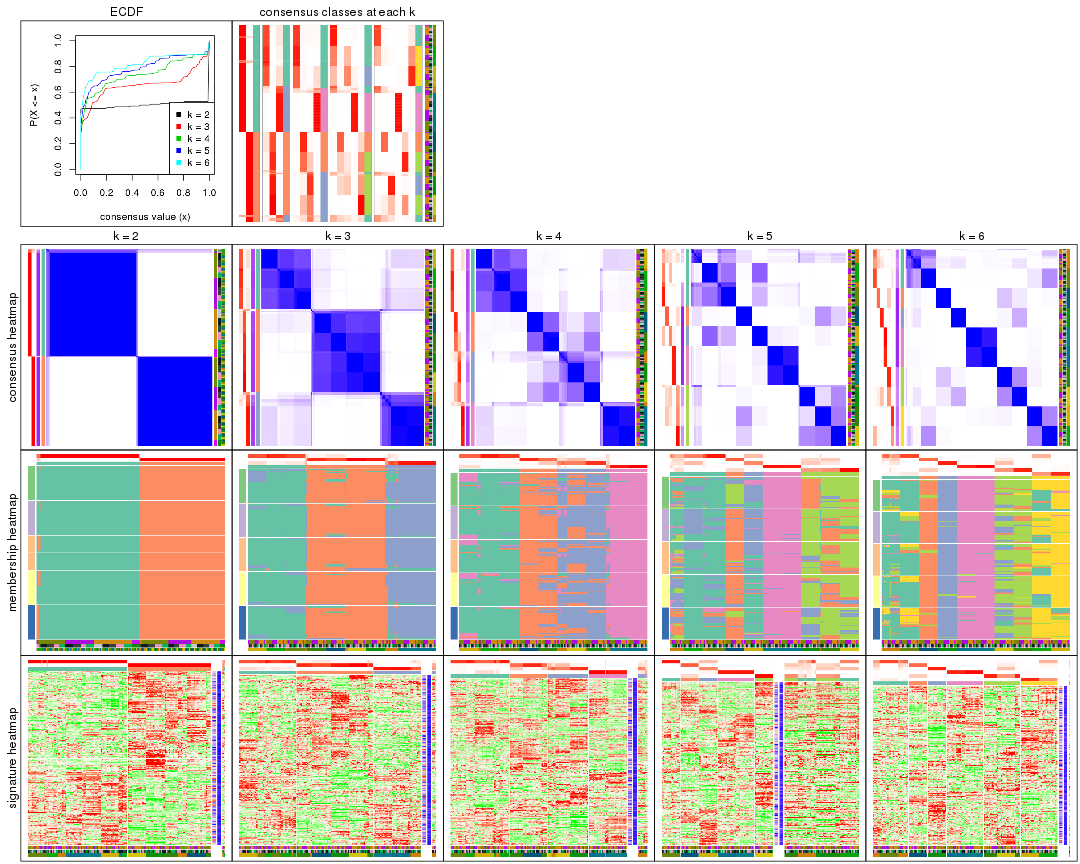 ECDF
consensus classes at each k
P(X <= x)
0.0
0.2
0.4
0.6
0.8
1.0
k = 2
k = 3
k = 4
k = 5
k = 6
0.0 0.2 0.4 0.6 0.8 1.0
consensus value (x)
k = 2
k = 3
k = 4
k = 5
k = 6
consensus heatmap
membership heatmap
signature heatmap